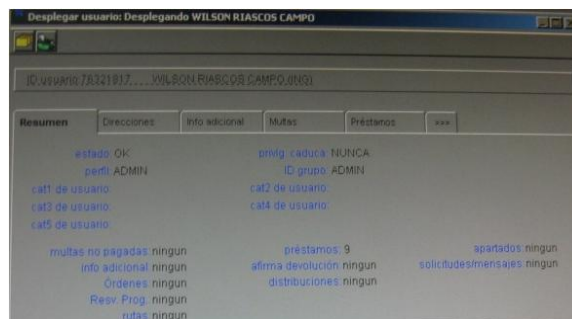 Desplegar usuario: Desplegando WILSON RIASCOS CAMPO
ID usuario:76321917 WILSON RIASCOS CAMPO (ING)
Resumen Direcciones Info adicional Multas Préstamos >>>
estado: OK privig. caduca: NUNCA
perfil: ADMIN ID grupo: ADMIN
cat1 de usuario: cat2 de usuario:
cat3 de usuario: cat4 de usuario:
cat5 de usuario:
multas no pagadas: ningun préstamos: 9 apartados: ningun
info adicional: ningun afirma devolución: ningun solicitudes/mensajes: ningun
Órdenes: ningun distribuciones: ningun
Resv. Prog.: ningun
rutas: ningun